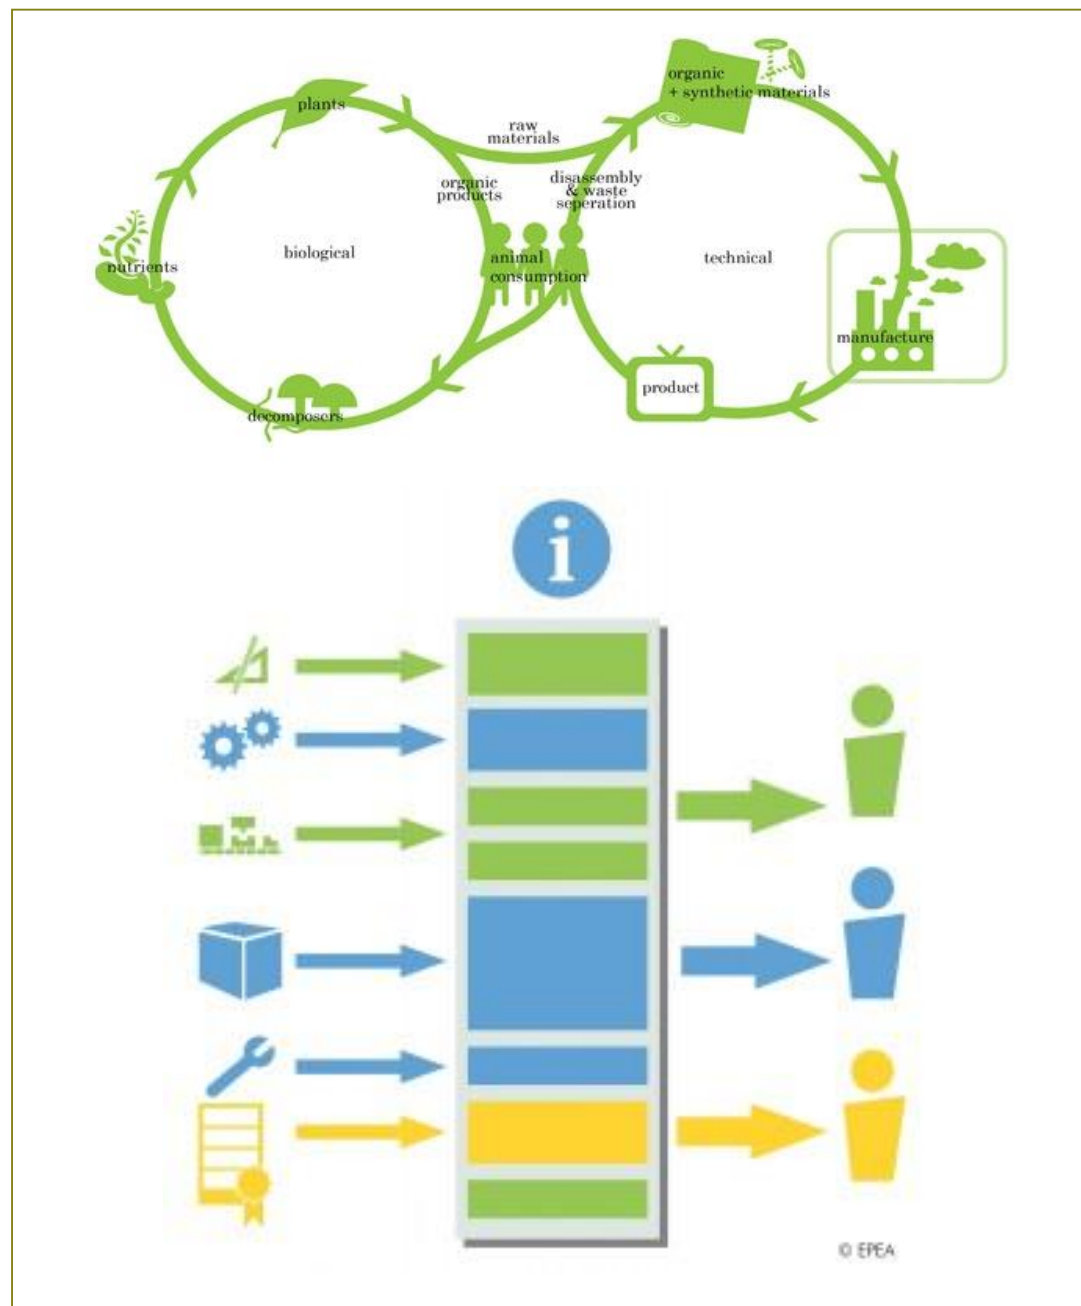 organic
+ synthetic materials
plants
raw
materials
organic
products
disassembly
& waste
seperation
nutrients
biological
animal
consumption
technical
manufacture
product
decomposers
i
© EPEA